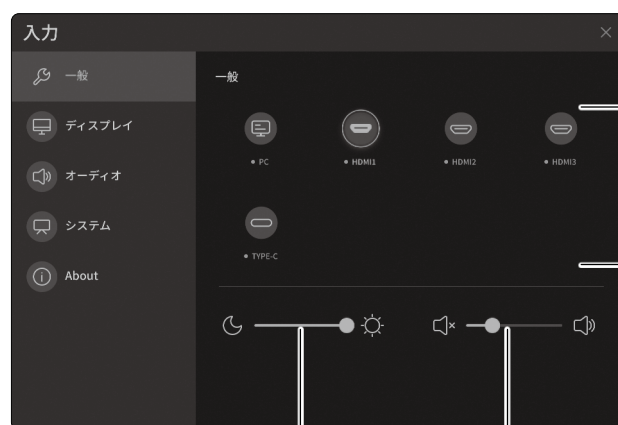 入力
一般
ディスプレイ
オーディオ
システム
About
一般
PC
HDMI1
HDMI2
HDMI3
TYPE-C